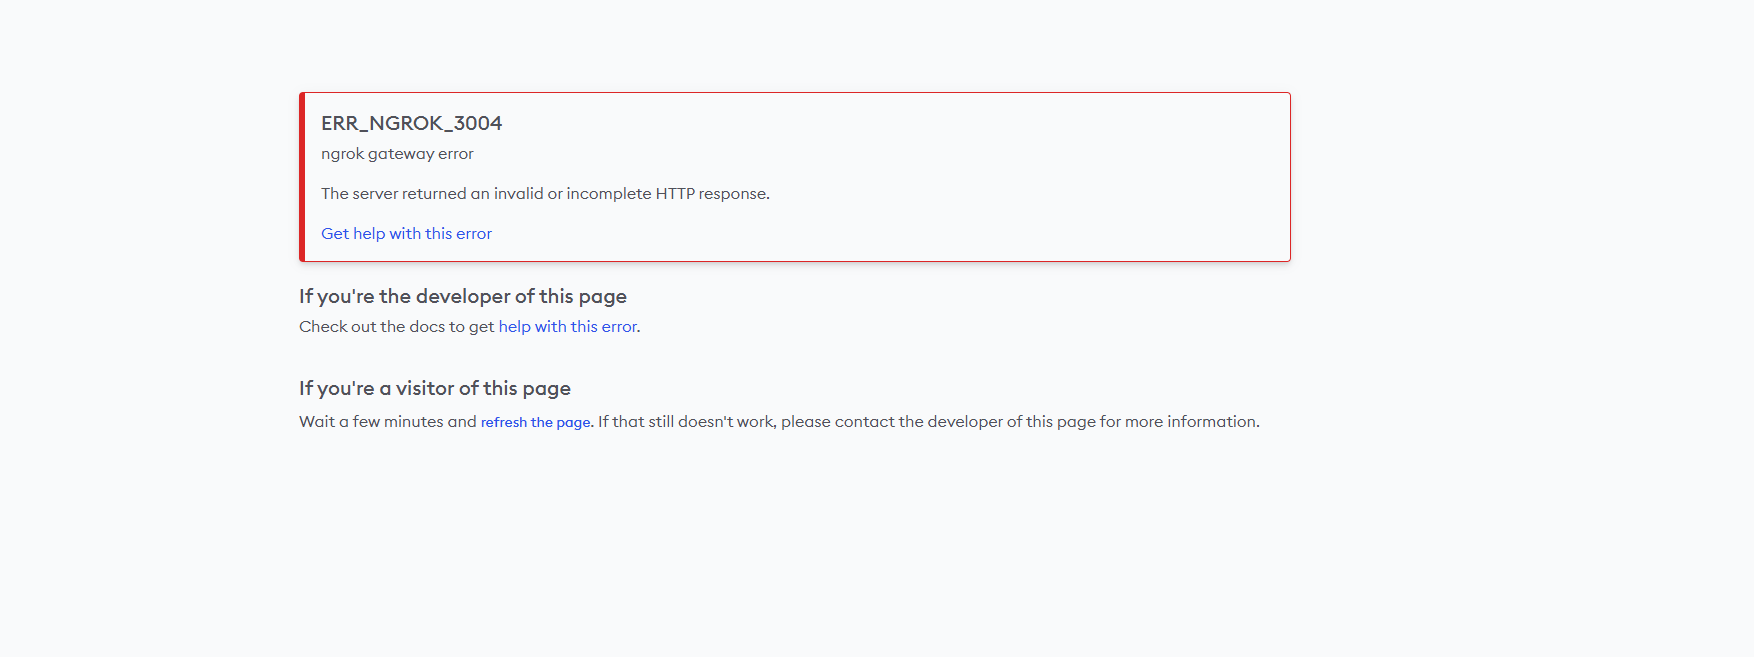 ERR_NGROK_3004
ngrok gateway error
The server returned an invalid or incomplete HTTP response.
Get help with this error
If you're the developer of this page
Check out the docs to get help with this error.
If you're a visitor of this page
Wait a few minutes and refresh the page. If that still doesn't work, please contact the developer of this page for more information.